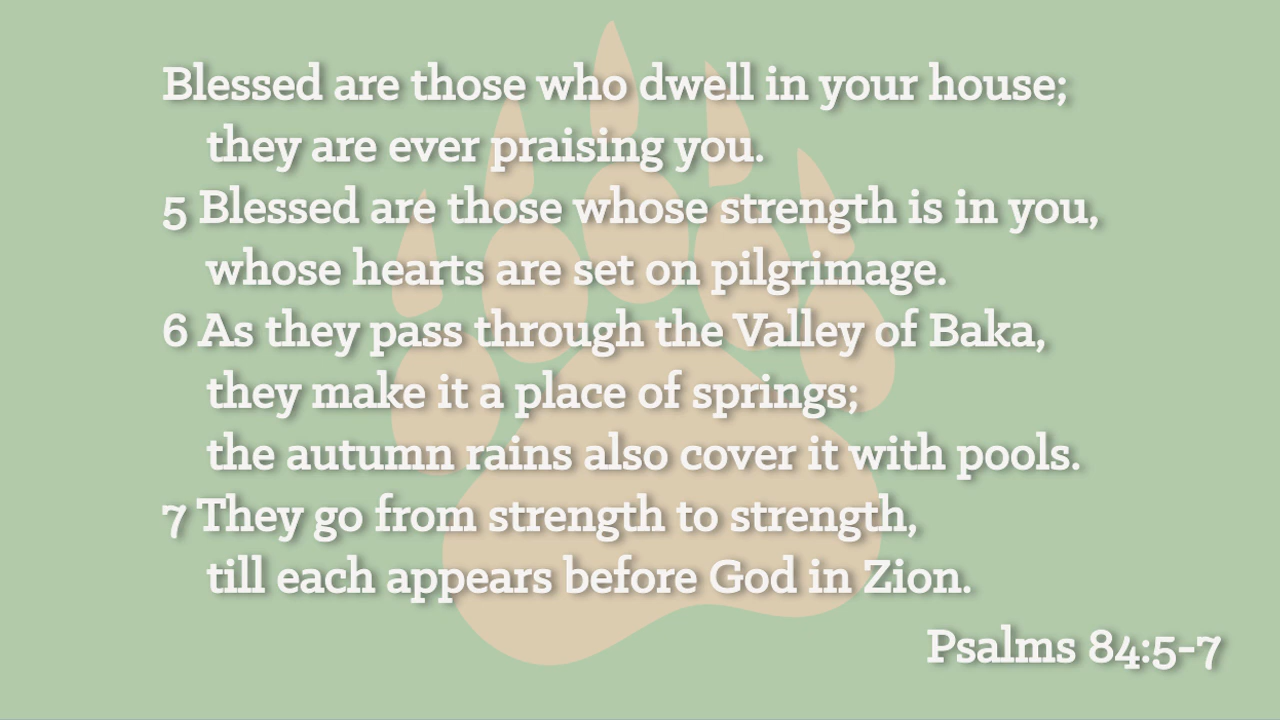 Blessed are those who dwell in your house;
they are ever praising you.
5 Blessed are those whose strength is in you,
whose hearts are set on pilgrimage.
6 As they pass through the Valley of Baka,
they make it a place of springs;
the autumn rains also cover it with pools.
7 They go from strength to strength,
till each appears before God in Zion.
Psalms 84:5-7